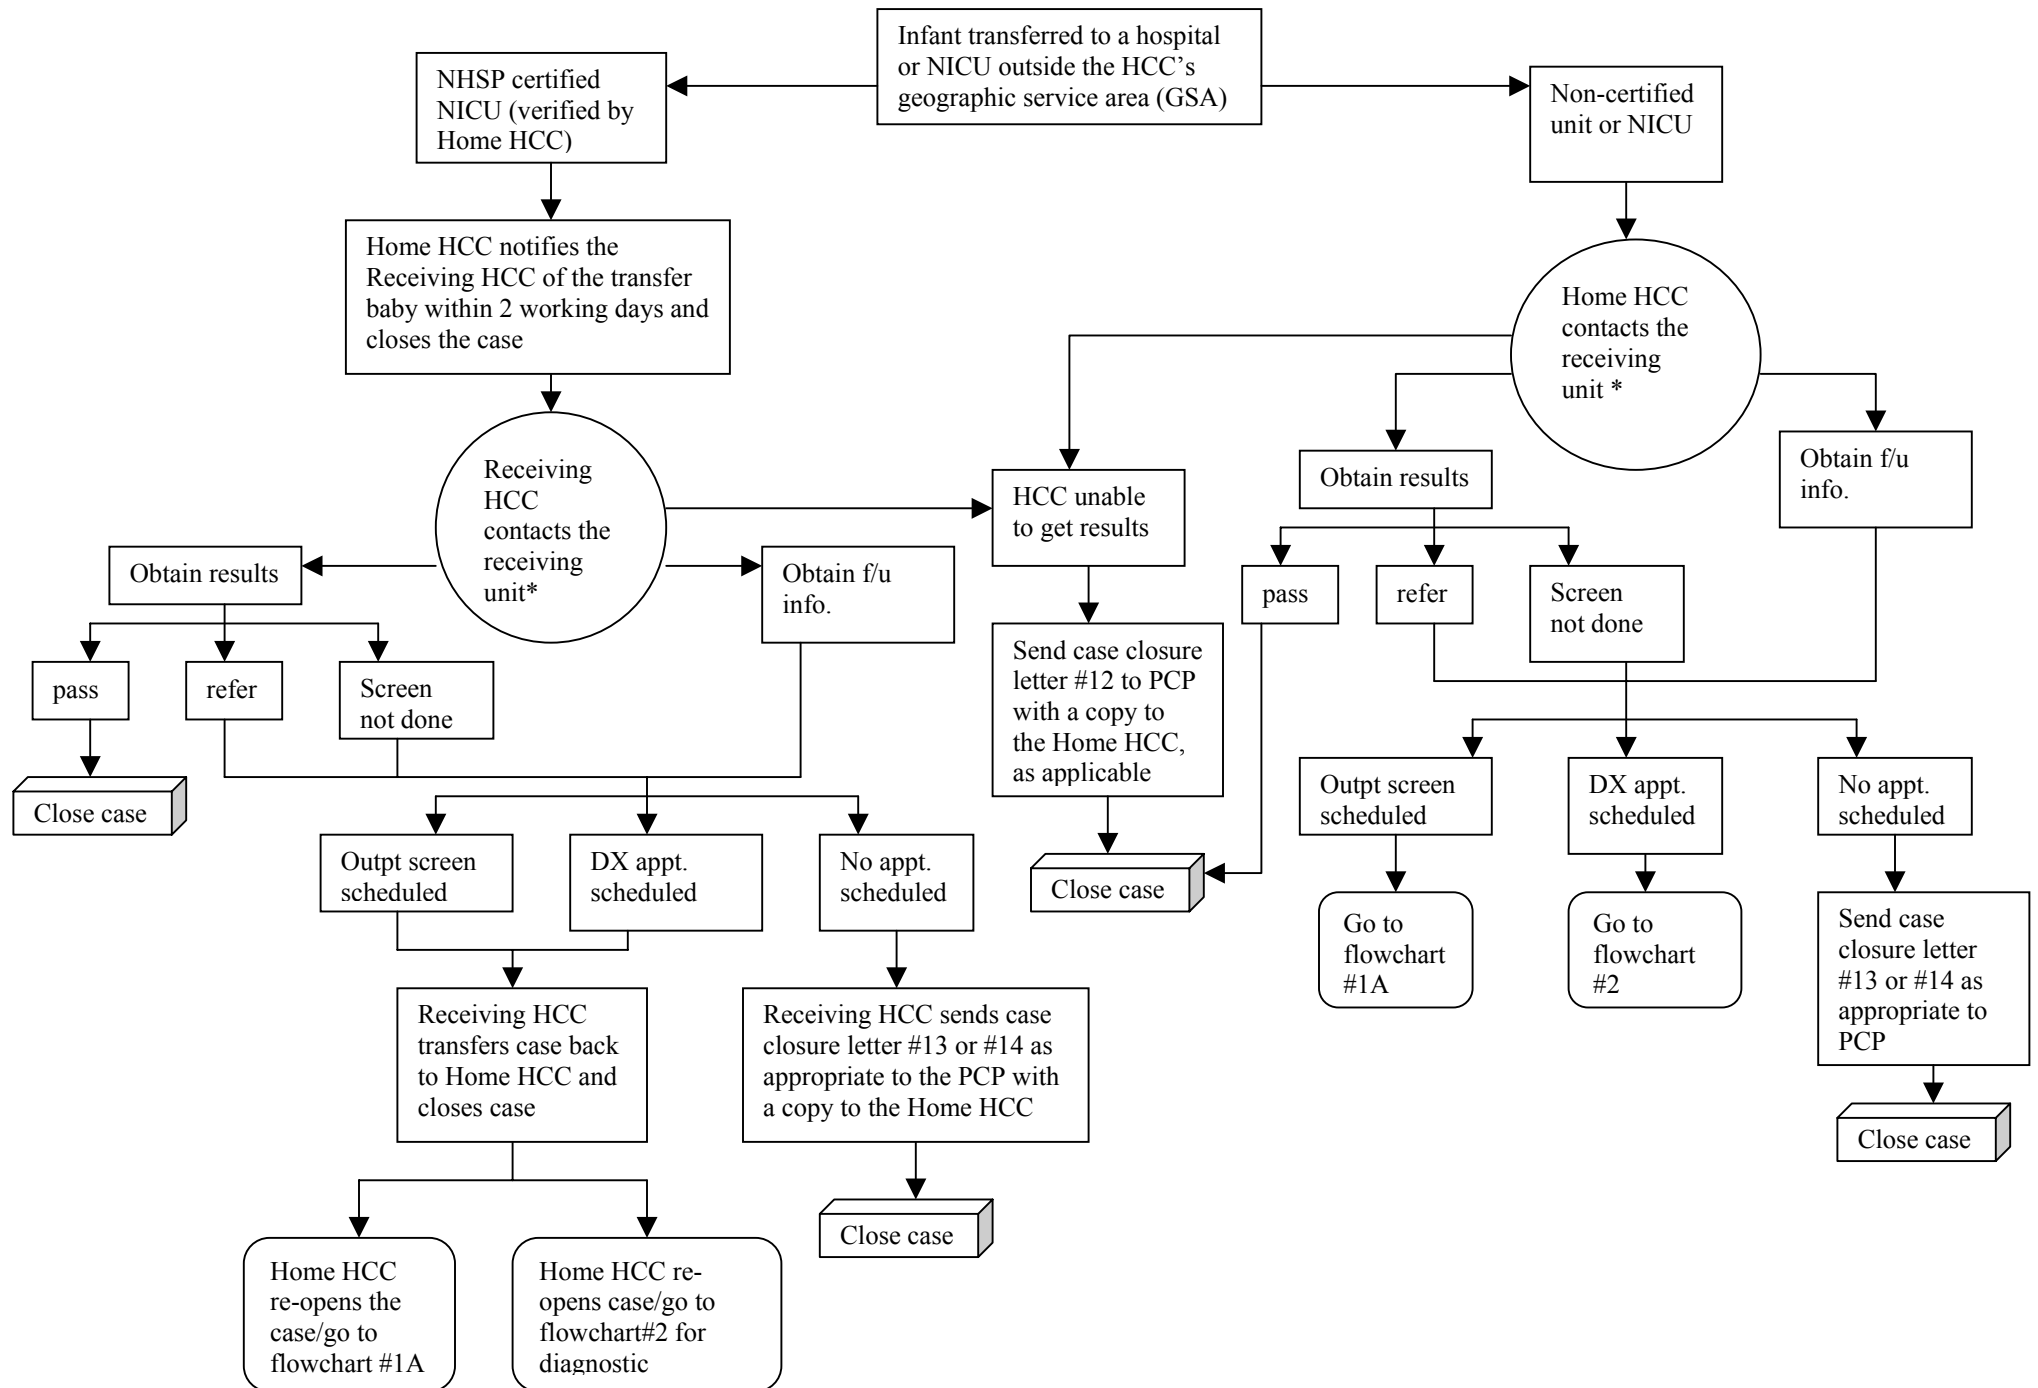 Infant transferred to a hospital
or NICU outside the HCC's
geographic service area (GSA)
NHSP certified
NICU (verified by
Home HCC)
Non-certified
unit or NICU
Home HCC notifies the
Receiving HCC of the transfer
baby within 2 working days and
closes the case
Home HCC
contacts the
receiving
unit *
Receiving
HCC
contacts the
receiving
unit*
HCC unable
to get results
Obtain results
Obtain f/u
info.
Obtain results
Obtain f/u
info.
pass
refer
Screen
not done
pass
refer
Screen
not done
Send case closure
letter #12 to PCP
with a copy to
the Home HCC,
as applicable
Close case
Close case
Outpt screen
scheduled
DX appt.
scheduled
No appt.
scheduled
Outpt screen
scheduled
DX appt.
scheduled
No appt.
scheduled
Go to
flowchart
#1A
Go to
flowchart
#2
Send case
closure letter
#13 or #14 as
appropriate to
PCP
Receiving HCC
transfers case back
to Home HCC and
closes case
Receiving HCC sends case
closure letter #13 or #14 as
appropriate to the PCP with
a copy to the Home HCC
Close case
Close case
Home HCC
re-opens the
case/go to
flowchart #1A
Home HCC re-
opens case/go to
flowchart#2 for
diagnostic